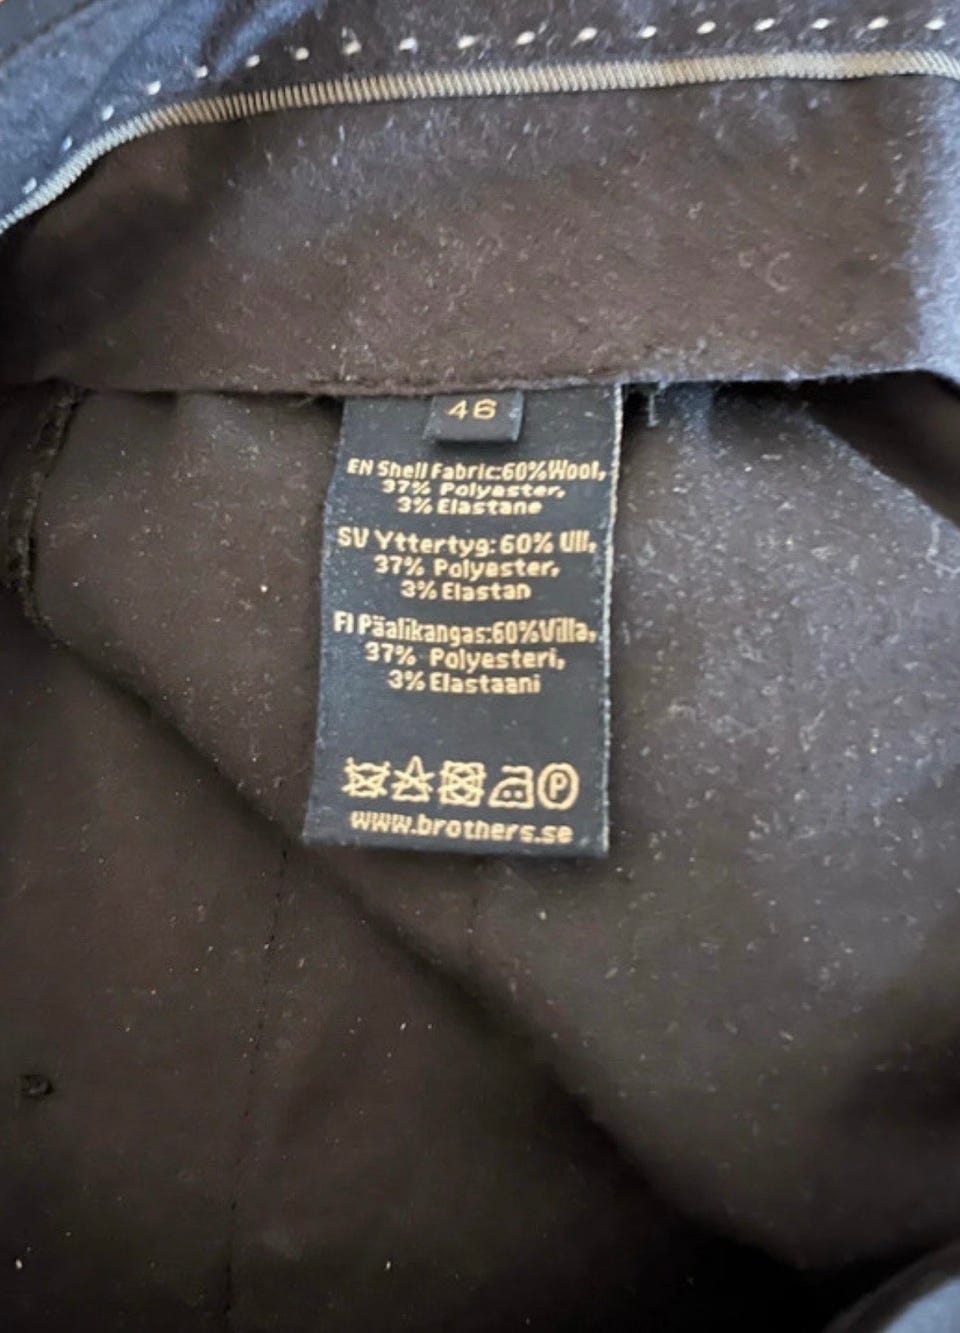 46
EN Shell Fabric:60%Wool,
37% Polyester,
3% Elastane
SV Yttertyg:60% Ull,
37% Polyester,
3% Elastan
FI Päalikangas:60%Villa,
37% Polyesteri,
3% Elastaani
P
www.brothers.se